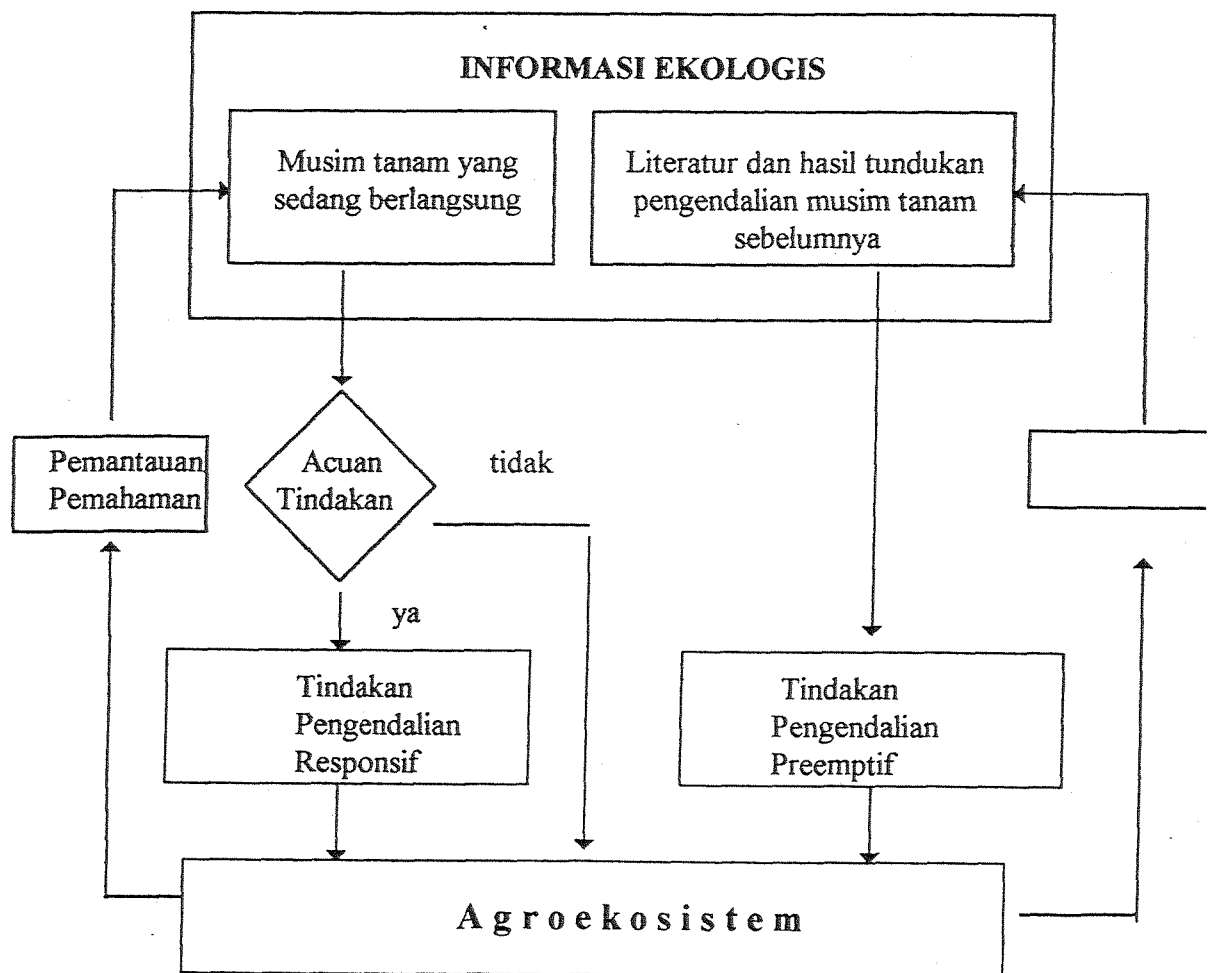 INFORMASI EKOLOGIS
Musim tanam yang
sedang berlangsung
Literatur dan hasil tundukan
pengendalian musim tanam
sebelumnya
Pemantauan
Pemahaman
Acuan
Tindakan
tidak
ya
Tindakan
Pengendalian
Responsif
Tindakan
Pengendalian
Preemptif
Agroekosistem